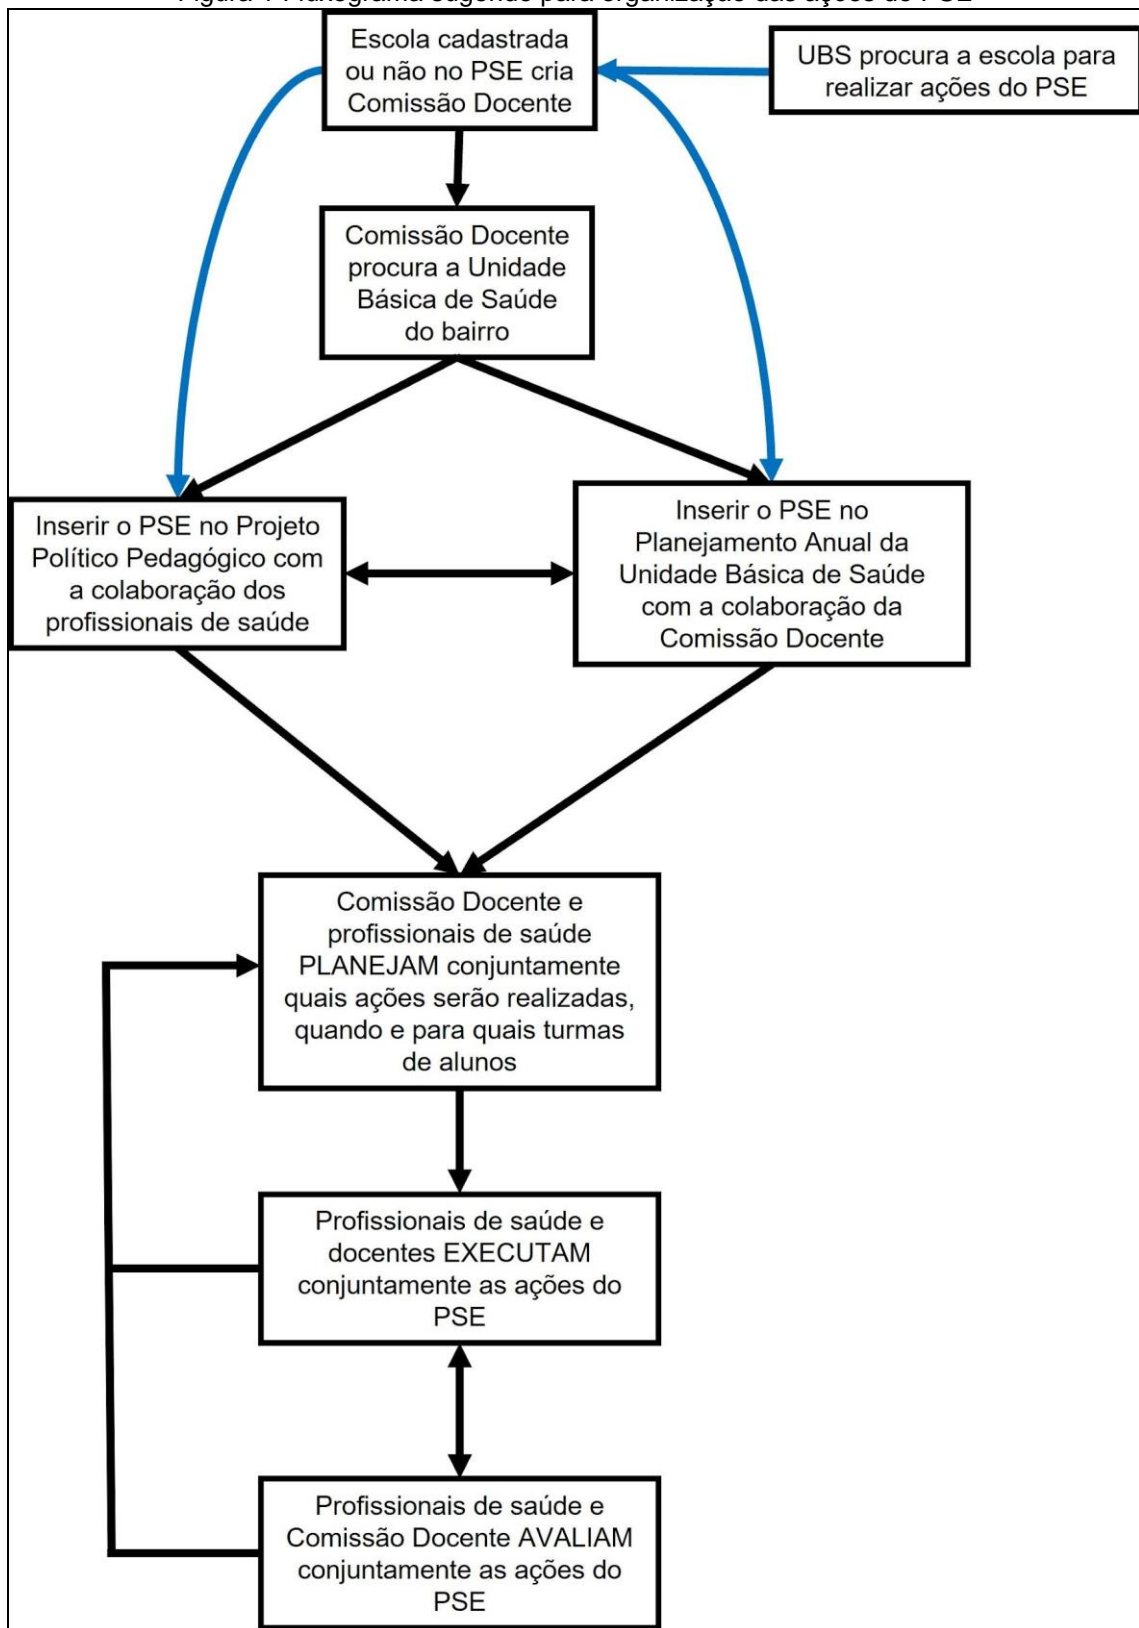 Escola cadastrada
ou não no PSE cria
Comissão Docente
UBS procura a escola para
realizar ações do PSE
Comissão Docente
procura a Unidade
Básica de Saúde
do bairro
Inserir o PSE no Projeto
Político Pedagógico com
a colaboração dos
profissionais de saúde
Inserir o PSE no
Planejamento Anual da
Unidade Básica de Saúde
com a colaboração da
Comissão Docente
Comissão Docente e
profissionais de saúde
PLANEJAM conjuntamente
quais ações serão realizadas,
quando e para quais turmas
de alunos
Profissionais de saúde e
docentes EXECUTAM
conjuntamente as ações do
PSE
Profissionais de saúde e
Comissão Docente AVALIAM
conjuntamente as ações do
PSE